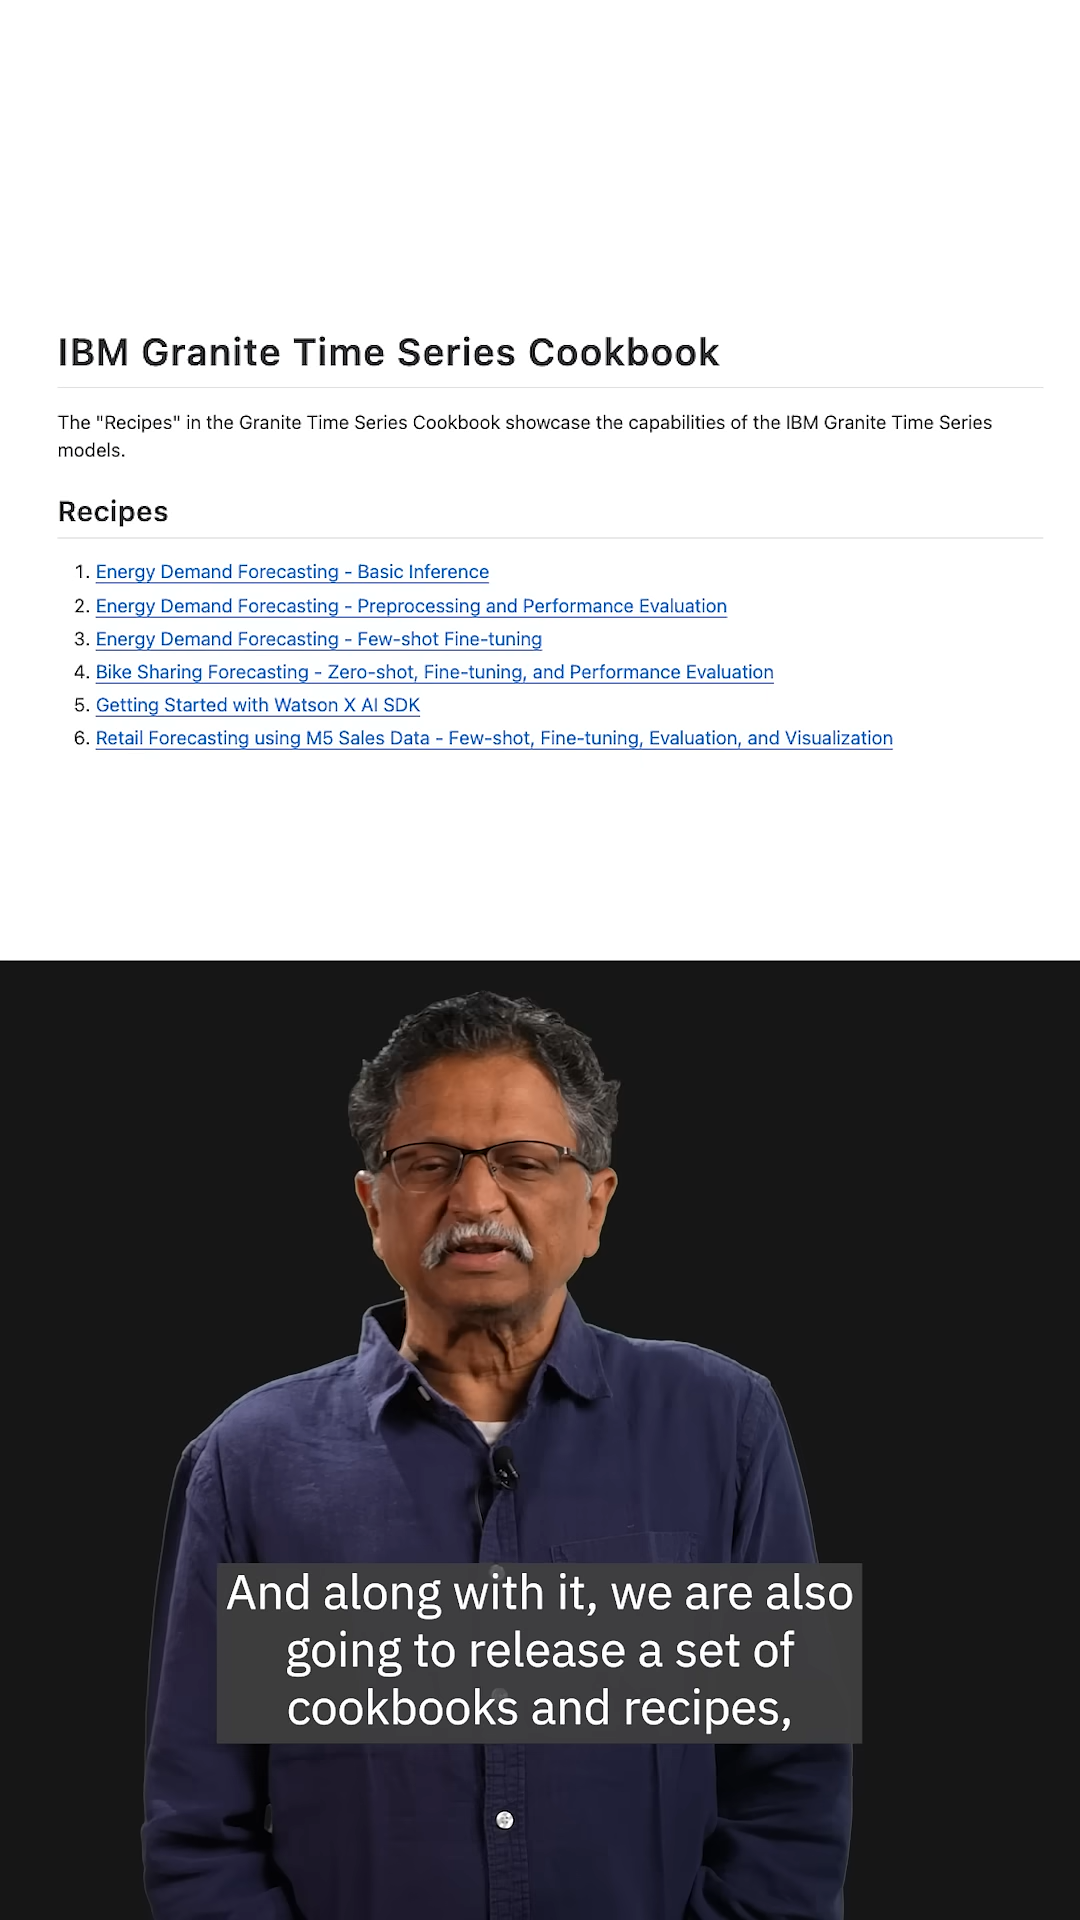 IBM Granite Time Series Cookbook
The "Recipes" in the Granite Time Series Cookbook showcase the capabilities of the IBM Granite Time Series
models.
Recipes
1. Energy Demand Forecasting - Basic Inference
2. Energy Demand Forecasting - Preprocessing and Performance Evaluation
3. Energy Demand Forecasting - Few-shot Fine-tuning
4. Bike Sharing Forecasting - Zero-shot, Fine-tuning, and Performance Evaluation
5. Getting Started with Watson X AI SDK
6. Retail Forecasting using M5 Sales Data - Few-shot, Fine-tuning, Evaluation, and Visualization
And along with it, we are also
going to release a set of
cookbooks and recipes,